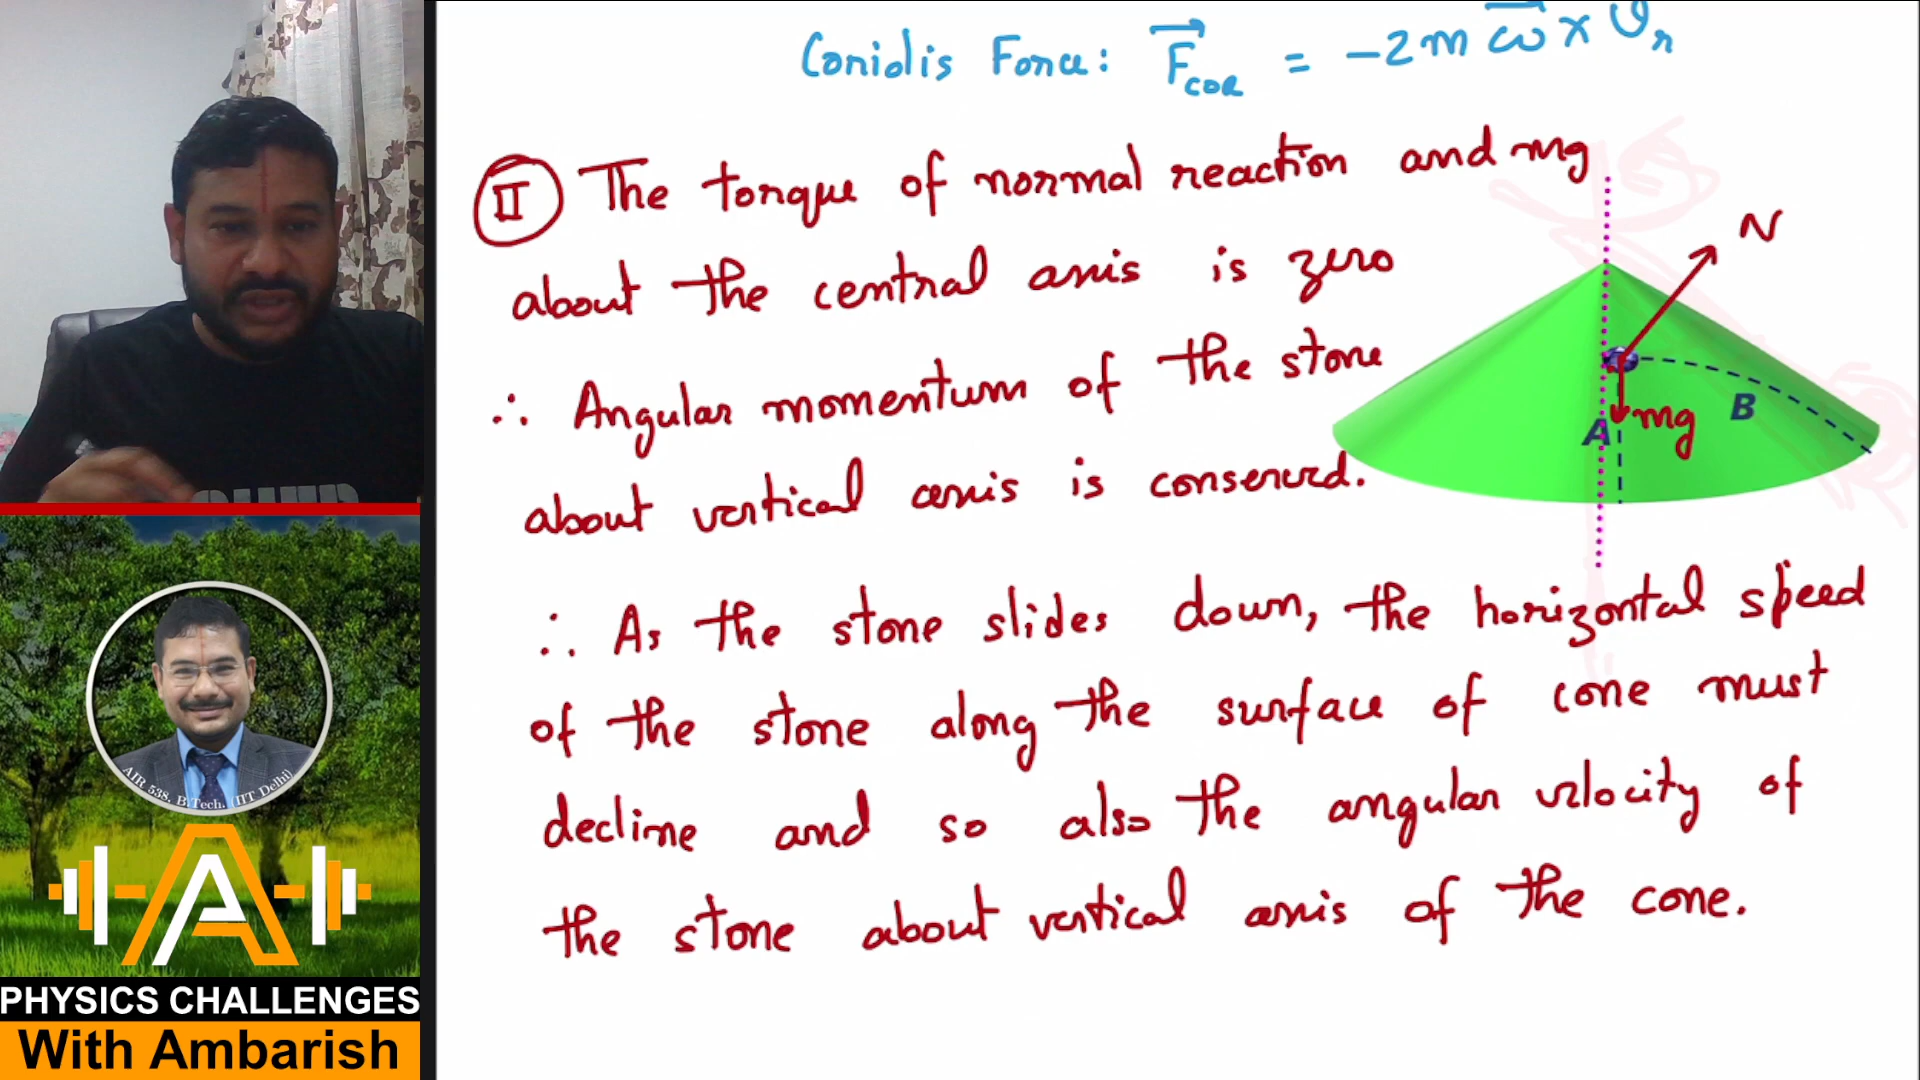 Coriolis Force: F_COR = -2m ω x υ_r
II The torque of normal reaction and mg
about the central axis is zero
∴ Angular momentum of the stone
about vertical axis is conserved.
N
A
B
mg
∴ As the stone slides down, the horizontal speed
of the stone along the surface of cone must
decline and so also the angular velocity of
the stone about vertical axis of the cone.
AIR 538, B.Tech. (IIT Delhi)
A
PHYSICS CHALLENGES
With Ambarish